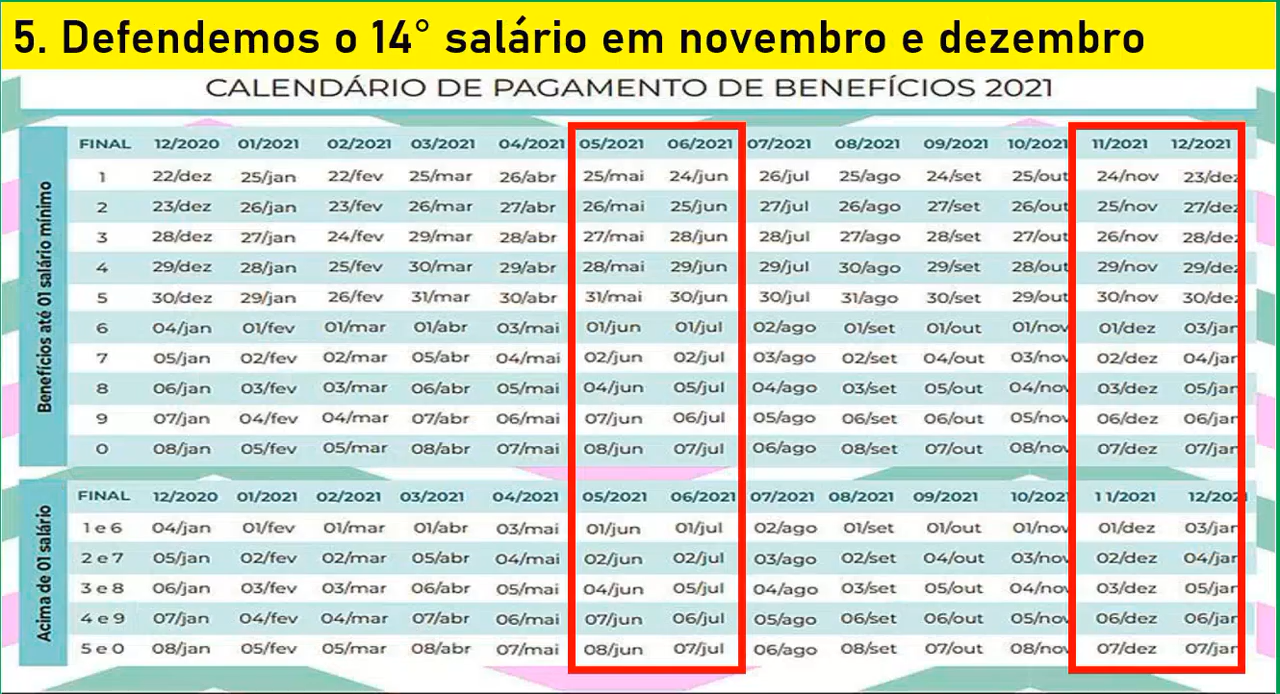 5. Defendemos o 14° salário em novembro e dezembro
CALENDÁRIO DE PAGAMENTO DE BENEFÍCIOS 2021
Benefícios até 01 salário mínimo
FINAL 12/2020 01/2021 02/2021 03/2021 04/2021 05/2021 06/2021 07/2021 08/2021 09/2021 10/2021 11/2021 12/2021
1 22/dez 25/jan 22/fev 25/mar 26/abr 25/mai 24/jun 26/jul 25/ago 24/set 25/out 24/nov 23/dez
2 23/dez 26/jan 23/fev 26/mar 27/abr 26/mai 25/jun 27/jul 26/ago 27/set 26/out 25/nov 27/dez
3 28/dez 27/jan 24/fev 29/mar 28/abr 27/mai 28/jun 28/jul 27/ago 28/set 27/out 26/nov 28/dez
4 29/dez 28/jan 25/fev 30/mar 29/abr 28/mai 29/jun 29/jul 30/ago 29/set 28/out 29/nov 29/dez
5 30/dez 29/jan 26/fev 31/mar 30/abr 31/mai 30/jun 30/jul 31/ago 30/set 29/out 30/nov 30/dez
6 04/jan 01/fev 01/mar 01/abr 03/mai 01/jun 01/jul 02/ago 01/set 01/out 01/nov 01/dez 03/jan
7 05/jan 02/fev 02/mar 05/abr 04/mai 02/jun 02/jul 03/ago 02/set 04/out 03/nov 02/dez 04/jan
8 06/jan 03/fev 03/mar 06/abr 05/mai 04/jun 05/jul 04/ago 03/set 05/out 04/nov 03/dez 05/jan
9 07/jan 04/fev 04/mar 07/abr 06/mai 07/jun 06/jul 05/ago 06/set 06/out 05/nov 06/dez 06/jan
0 08/jan 05/fev 05/mar 08/abr 07/mai 08/jun 07/jul 06/ago 08/set 07/out 08/nov 07/dez 07/jan
Acima de 01 salário
FINAL 12/2020 01/2021 02/2021 03/2021 04/2021 05/2021 06/2021 07/2021 08/2021 09/2021 10/2021 11/2021 12/2021
1 e 6 04/jan 01/fev 01/mar 01/abr 03/mai 01/jun 01/jul 02/ago 01/set 01/out 01/nov 01/dez 03/jan
2 e 7 05/jan 02/fev 02/mar 05/abr 04/mai 02/jun 02/jul 03/ago 02/set 04/out 03/nov 02/dez 04/jan
3 e 8 06/jan 03/fev 03/mar 06/abr 05/mai 04/jun 05/jul 04/ago 03/set 05/out 04/nov 03/dez 05/jan
4 e 9 07/jan 04/fev 04/mar 07/abr 06/mai 07/jun 06/jul 05/ago 06/set 06/out 05/nov 06/dez 06/jan
5 e 0 08/jan 05/fev 05/mar 08/abr 07/mai 08/jun 07/jul 06/ago 08/set 07/out 08/nov 07/dez 07/jan